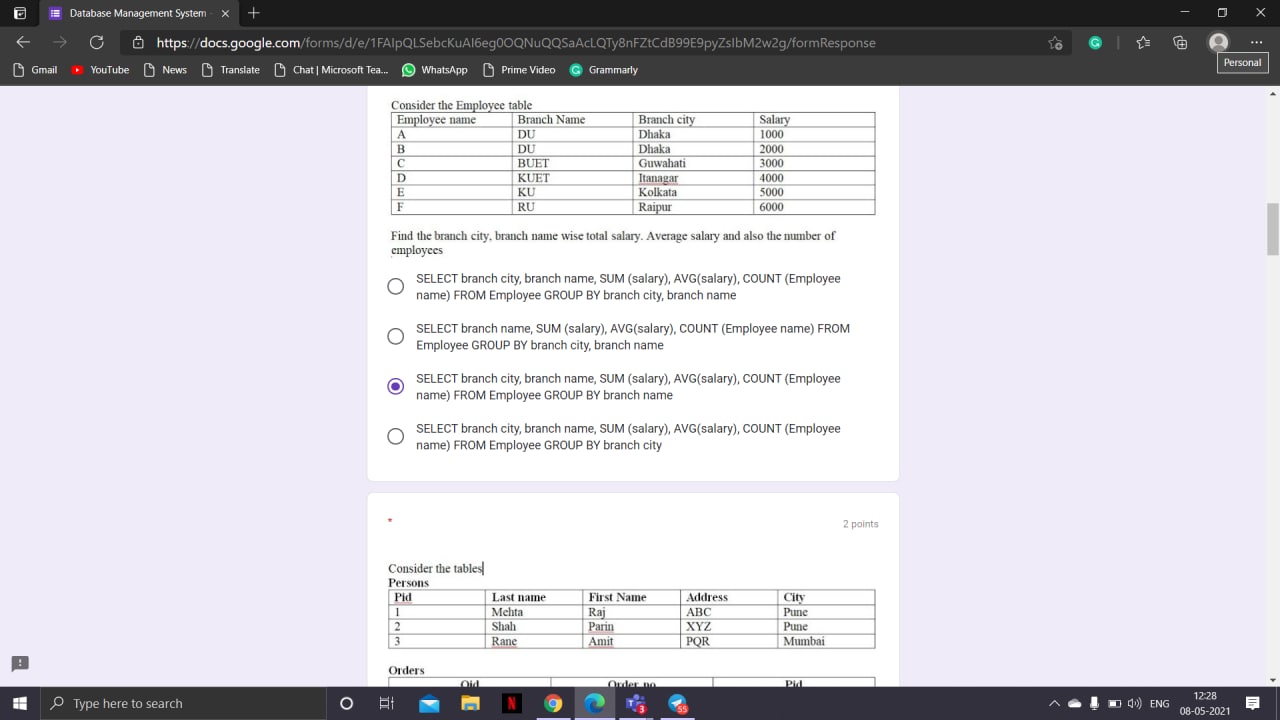 Database Management System
https://docs.google.com/forms/d/e/1FAIpQLSebcKuAI6eg0OQNuQQSaAcLQTy8nFZtCdB99E9pyZsIbM2w2g/formResponse
Gmail YouTube News Translate Chat | Microsoft Tea... WhatsApp Prime Video Grammarly
Personal
Consider the Employee table
Employee name Branch Name Branch city Salary
A DU Dhaka 1000
B DU Dhaka 2000
C BUET Guwahati 3000
D KUET Itanagar 4000
E KU Kolkata 5000
F RU Raipur 6000
Find the branch city, branch name wise total salary. Average salary and also the number of
employees
SELECT branch city, branch name, SUM (salary), AVG(salary), COUNT (Employee
name) FROM Employee GROUP BY branch city, branch name
SELECT branch name, SUM (salary), AVG(salary), COUNT (Employee name) FROM
Employee GROUP BY branch city, branch name
SELECT branch city, branch name, SUM (salary), AVG(salary), COUNT (Employee
name) FROM Employee GROUP BY branch name
SELECT branch city, branch name, SUM (salary), AVG(salary), COUNT (Employee
name) FROM Employee GROUP BY branch city
*
2 points
Consider the tables
Persons
Pid Last name First Name Address City
1 Mehta Raj ABC Pune
2 Shah Parin XYZ Pune
3 Rane Amit PQR Mumbai
Orders
Oid Order no Pid
Type here to search
3
55
ENG
12:28
08-05-2021